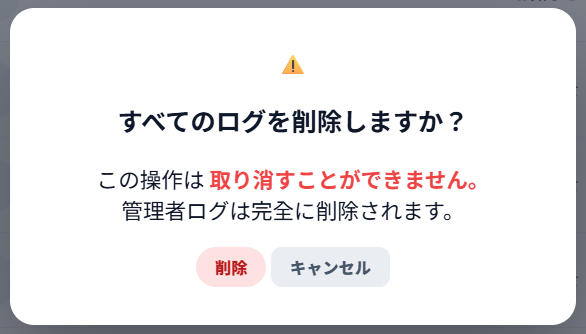 すべてのログを削除しますか？
この操作は 取り消すことができません。
管理者ログは完全に削除されます。
削除 キャンセル